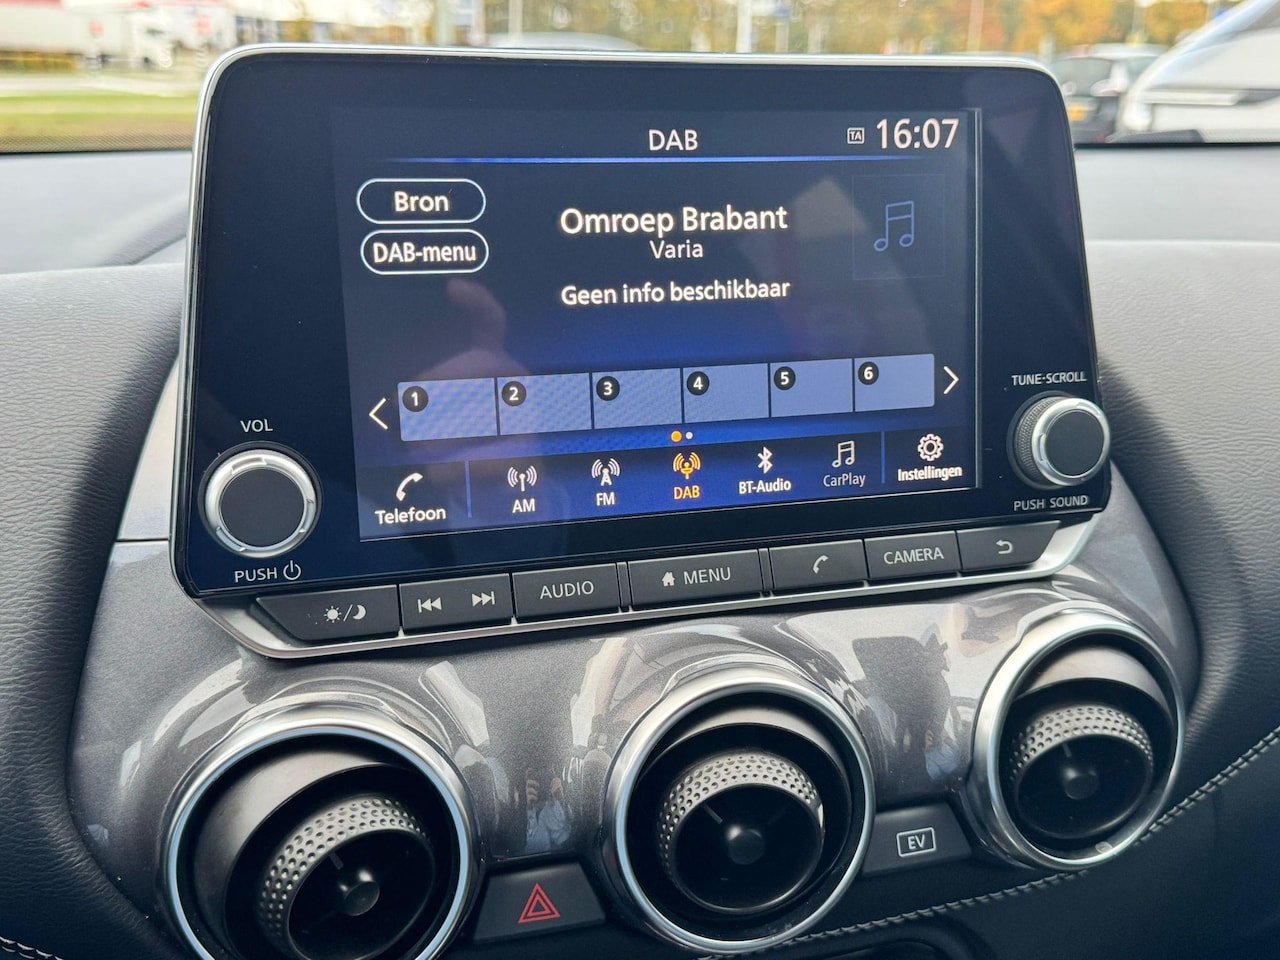 DAB
TA 16:07
Bron
DAB-menu
Omroep Brabant
Varia
Geen info beschikbaar
1 2 3 4 5 6
Telefoon
AM
FM
DAB
BT-Audio
CarPlay
Instellingen
VOL
PUSH
TUNE·SCROLL
PUSH SOUND
AUDIO
MENU
CAMERA
EV